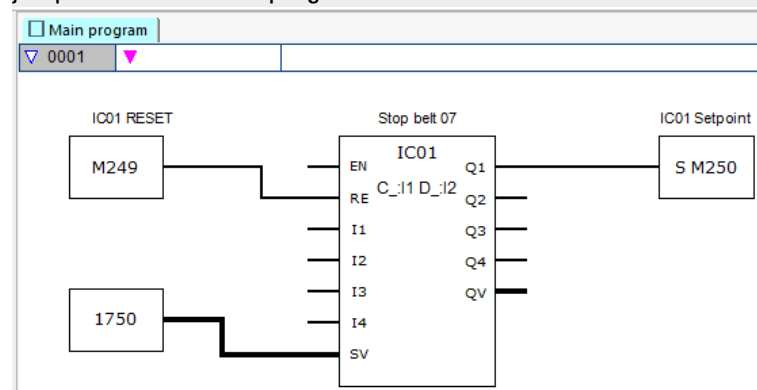 Main program
0001
IC01 RESET
Stop belt 07
IC01 Setpoint
M249
IC01
S M250
EN
Q1
RE
C_:I1 D_:I2
Q2
I1
Q3
I2
Q4
I3
QV
1750
I4
SV